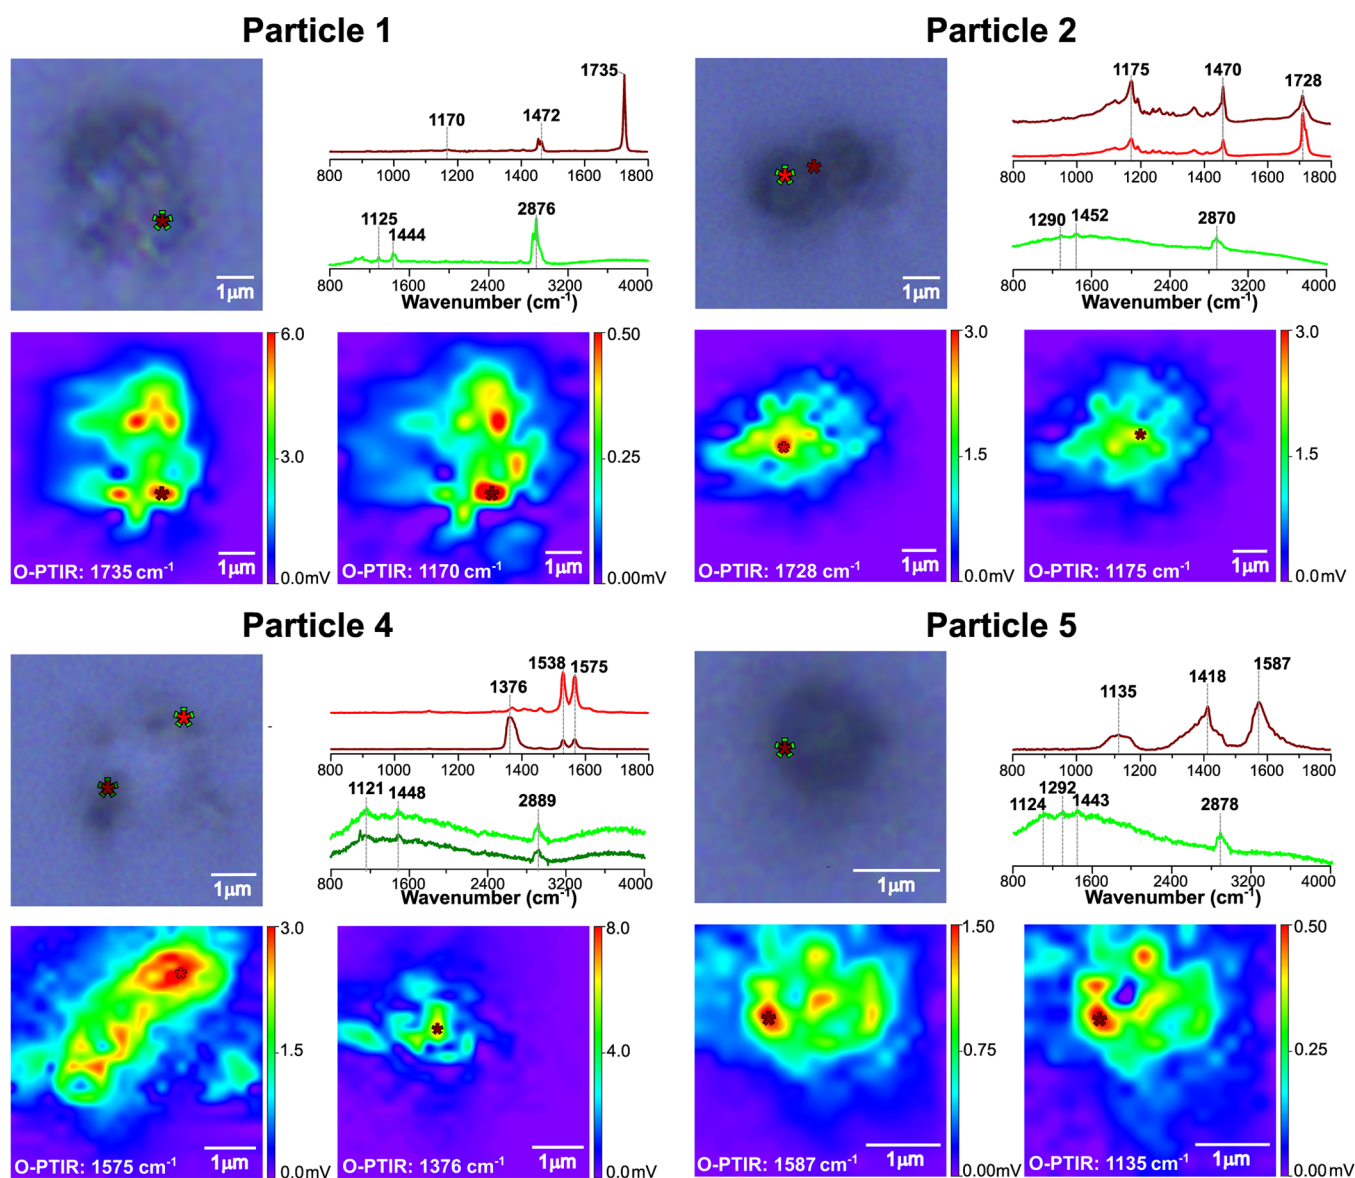 Particle 1
Particle 2
1μm
1735
1170
1472
800 1000 1200 1400 1600 1800
1125
1444
2876
800 1600 2400 3200 4000
Wavenumber (cm-1)
1μm
1175
1470
1728
800 1000 1200 1400 1600 1800
1290
1452
2870
800 1600 2400 3200 4000
Wavenumber (cm-1)
O-PTIR: 1735 cm-1
1μm
6.0
3.0
0.0mV
O-PTIR: 1170 cm-1
1μm
0.50
0.25
0.00mV
O-PTIR: 1728 cm-1
1μm
3.0
1.5
0.0mV
O-PTIR: 1175 cm-1
1μm
3.0
1.5
0.0mV
Particle 4
Particle 5
1μm
1538
1575
1376
800 1000 1200 1400 1600 1800
1121
1448
2889
800 1600 2400 3200 4000
Wavenumber (cm-1)
1μm
1587
1418
1135
800 1000 1200 1400 1600 1800
1292
1124
1443
2878
800 1600 2400 3200 4000
Wavenumber (cm-1)
O-PTIR: 1575 cm-1
1μm
3.0
1.5
0.0mV
O-PTIR: 1376 cm-1
1μm
8.0
4.0
0.0mV
O-PTIR: 1587 cm-1
1μm
1.50
0.75
0.00mV
O-PTIR: 1135 cm-1
1μm
0.50
0.25
0.00mV